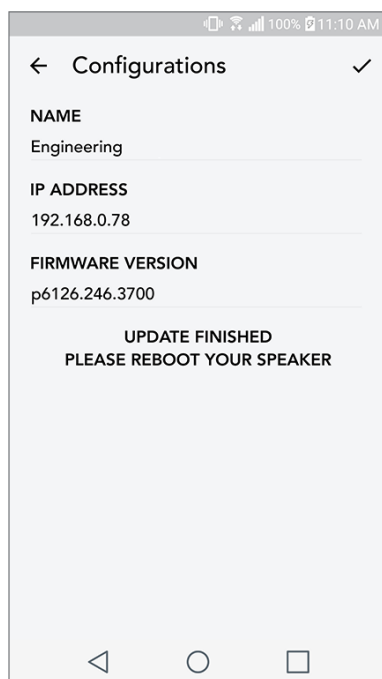 100% 11:10 AM
Configurations
NAME
Engineering
IP ADDRESS
192.168.0.78
FIRMWARE VERSION
p6126.246.3700
UPDATE FINISHED
PLEASE REBOOT YOUR SPEAKER